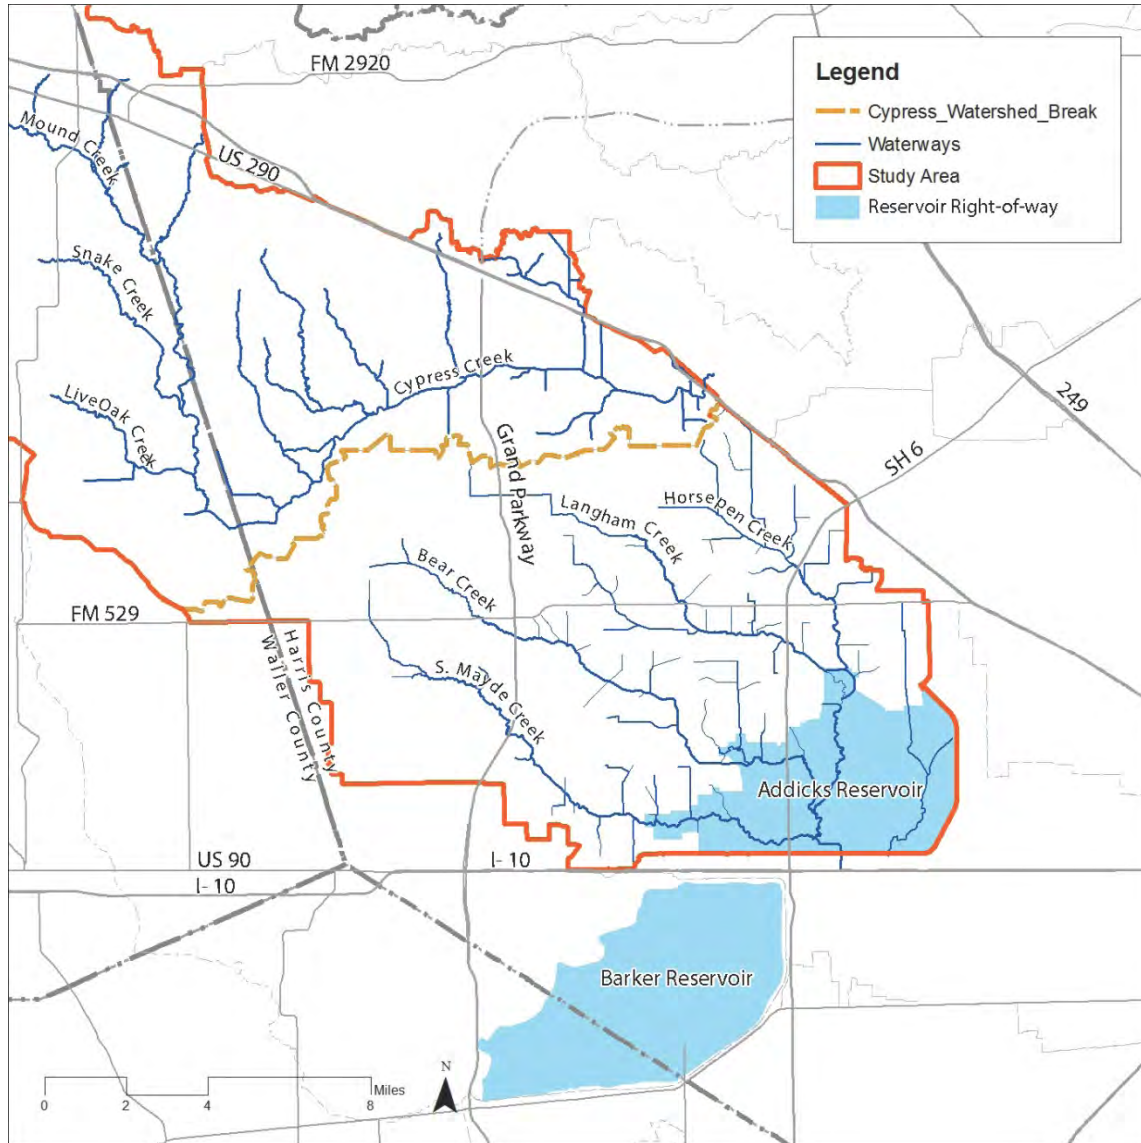 FM 2920
Legend
Cypress_Watershed_Break
Waterways
Study Area
Reservoir Right-of-way
Mound Creek
US 290
Snake Creek
Cypress Creek
LiveOak Creek
249
SH 6
Grand Parkway
Langham Creek
Horsepen Creek
Bear Creek
FM 529
Harris County
Waller County
S. Mayde Creek
Addicks Reservoir
US 90
I- 10
I- 10
Barker Reservoir
N
Miles
0 2 4 8